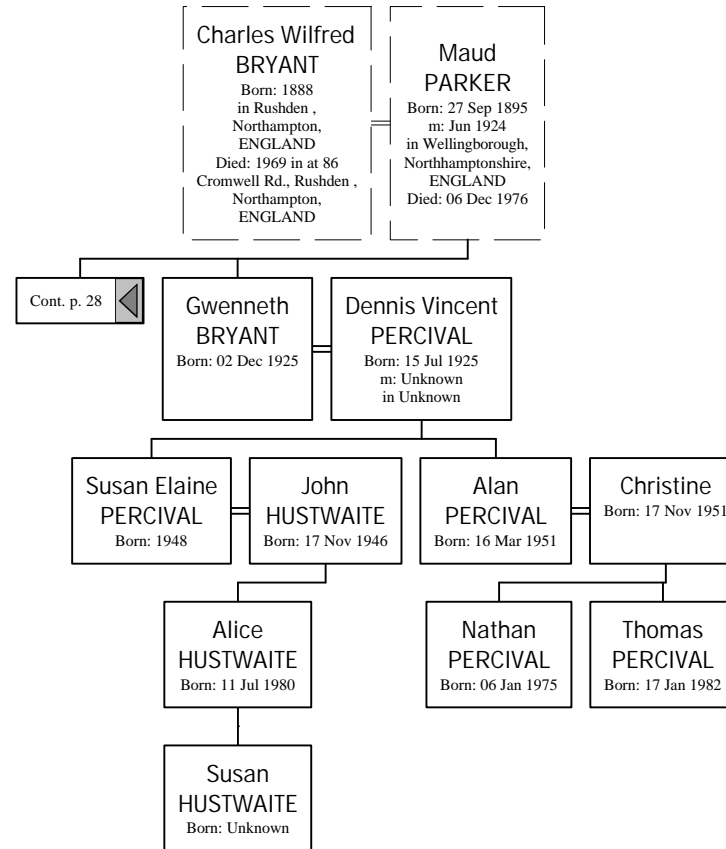 Charles Wilfred
BRYANT
Born: 1888
in Rushden ,
Northampton,
ENGLAND
Died: 1969 in at 86
Cromwell Rd., Rushden ,
Northampton,
ENGLAND
Maud
PARKER
Born: 27 Sep 1895
m: Jun 1924
in Wellingborough,
Northhamptonshire,
ENGLAND
Died: 06 Dec 1976
Cont. p. 28
Gwenneth
BRYANT
Born: 02 Dec 1925
Dennis Vincent
PERCIVAL
Born: 15 Jul 1925
m: Unknown
in Unknown
Susan Elaine
PERCIVAL
Born: 1948
John
HUSTWAITE
Born: 17 Nov 1946
Alan
PERCIVAL
Born: 16 Mar 1951
Christine
Born: 17 Nov 1951
Alice
HUSTWAITE
Born: 11 Jul 1980
Nathan
PERCIVAL
Born: 06 Jan 1975
Thomas
PERCIVAL
Born: 17 Jan 1982
Susan
HUSTWAITE
Born: Unknown